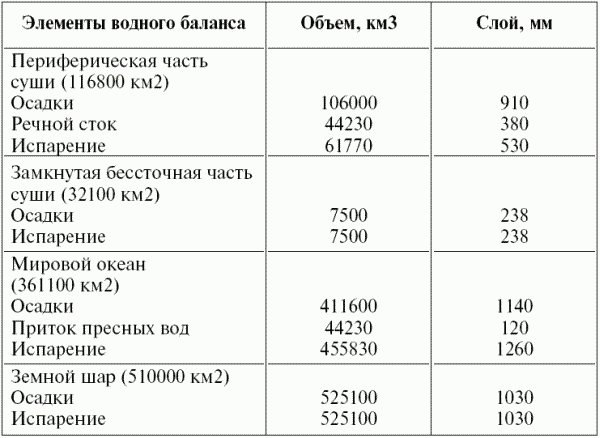 Элементы водного баланса Объем, км3 Слой, мм
Периферическая часть
суши (116800 км2)
Осадки 106000 910
Речной сток 44230 380
Испарение 61770 530
Замкнутая бессточная часть
суши (32100 км2)
Осадки 7500 238
Испарение 7500 238
Мировой океан
(361100 км2)
Осадки 411600 1140
Приток пресных вод 44230 120
Испарение 455830 1260
Земной шар (510000 км2)
Осадки 525100 1030
Испарение 525100 1030